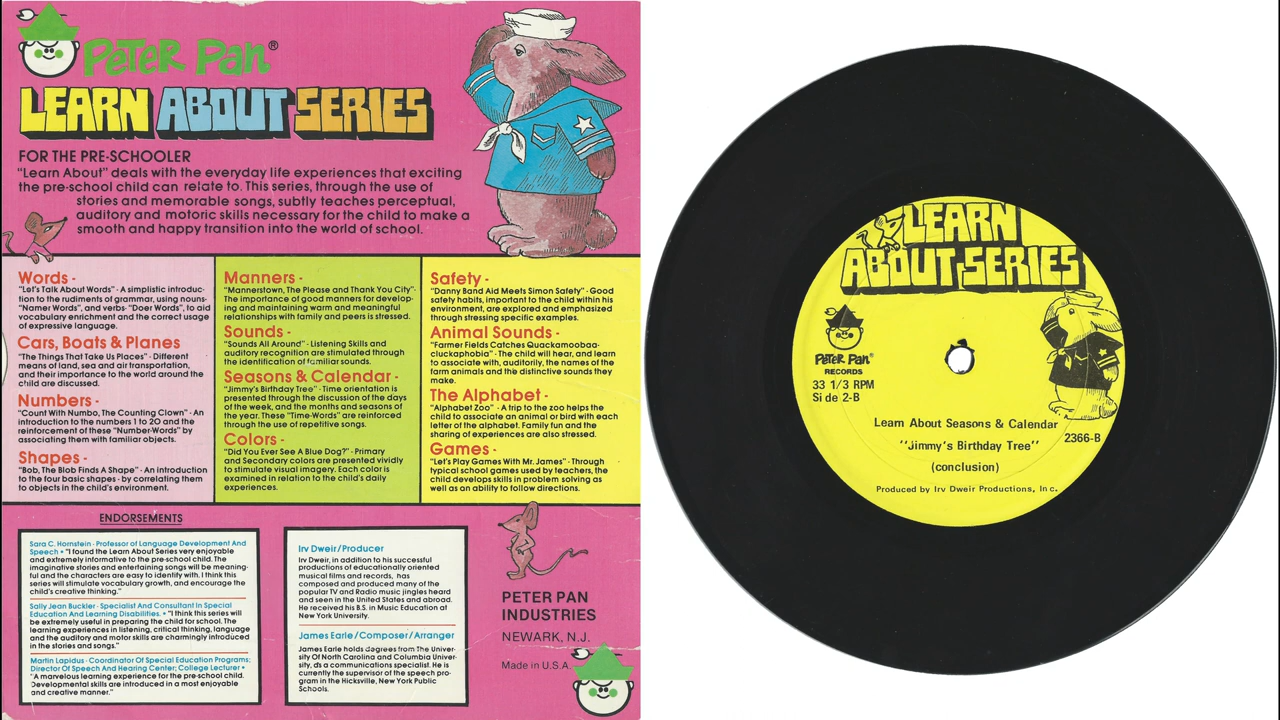 Peter Pan®
LEARN ABOUT SERIES
FOR THE PRE-SCHOOLER
"Learn About" deals with the everyday life experiences that exciting
the pre-school child can relate to. This series, through the use of
stories and memorable songs, subtly teaches perceptual,
auditory and motoric skills necessary for the child to make a
smooth and happy transition into the world of school.
Words -
"Let's Talk About Words" - A simplistic introduc-
tion to the rudiments of grammar, using nouns-
"Namer Words", and verbs- "Doer Words", to aid
vocabulary enrichment and the correct usage
of expressive language.
Cars, Boats & Planes
"The Things That Take Us Places" - Different
means of land, sea and air transportation,
and their importance to the world around the
child are discussed.
Numbers -
"Count With Numbo, The Counting Clown" - An
introduction to the numbers 1 to 20 and the
reinforcement of these "Number-Words" by
associating them with familiar objects.
Shapes -
"Bob, The Blob Finds A Shape" - An introduction
to the four basic shapes - by correlating them
to objects in the child's environment.
Manners -
"Mannerstown, The Please and Thank You City" -
The importance of good manners for develop-
ing and maintaining warm and meaningful
relationships with family and peers is stressed.
Sounds -
"Sounds All Around" - Listening Skills and
auditory recognition are stimulated through
the identification of familiar sounds.
Seasons & Calendar -
"Jimmy's Birthday Tree" - Time orientation is
presented through the discussion of the days
of the week, and the months and seasons of
the year. These "Time-Words" are reinforced
through the use of repetitive songs.
Colors -
"Did You Ever See A Blue Dog?" - Primary
and Secondary colors are presented vividly
to stimulate visual imagery. Each color is
examined in relation to the child's daily
experiences.
Safety -
"Danny Band Aid Meets Simon Safety" - Good
safety habits, important to the child within his
environment, are explored and emphasized
through stressing specific examples.
Animal Sounds -
"Farmer Fields Catches Quackamoobaa-
cluckaphobia" - The child will hear, and learn
to associate with, auditorily, the names of the
farm animals and the distinctive sounds they
make.
The Alphabet -
"Alphabet Zoo" - A trip to the zoo helps the
child to associate an animal or bird with each
letter of the alphabet. Family fun and the
sharing of experiences are also stressed.
Games -
"Let's Play Games With Mr. James" - Through
typical school games used by teachers, the
child develops skills in problem solving as
well as an ability to follow directions.
ENDORSEMENTS
Sara C. Hornstein - Professor of Language Development And
Speech • "I found the Learn About Series very enjoyable
and extremely informative to the pre-school child. The
imaginative stories and entertaining songs will be meaning-
ful and the characters are easy to identify with. I think this
series will stimulate vocabulary growth, and encourage the
child's creative thinking."
Sally Jean Buckler - Specialist And Consultant In Special
Education And Learning Disabilities. • "I think this series will
be extremely useful in preparing the child for school. The
learning experiences in listening, critical thinking, language
and the auditory and motor skills are charmingly introduced
in the stories and songs."
Martin Lapidus - Coordinator Of Special Education Programs;
Director Of Speech And Hearing Center; College Lecturer •
"A marvelous learning experience for the pre-school child.
Developmental skills are introduced in a most enjoyable
and creative manner."
Irv Dweir/Producer
Irv Dweir, in addition to his successful
productions of educationally oriented
musical films and records, has
composed and produced many of the
popular TV and Radio music jingles heard
and seen in the United States and abroad.
He received his B.S. in Music Education at
New York University.
James Earle/Composer/Arranger
James Earle holds degrees from The Univer-
sity Of North Carolina and Columbia Univer-
sity, as a communications specialist. He is
currently the supervisor of the speech pro-
gram in the Hicksville, New York Public
Schools.
PETER PAN
INDUSTRIES
NEWARK, N.J.
Made in U.S.A.
LEARN
ABOUT SERIES
Peter Pan®
RECORDS
33 1/3 RPM
Side 2-B
Learn About Seasons & Calendar
2366-B
"Jimmy's Birthday Tree"
(conclusion)
Produced by Irv Dweir Productions, Inc.